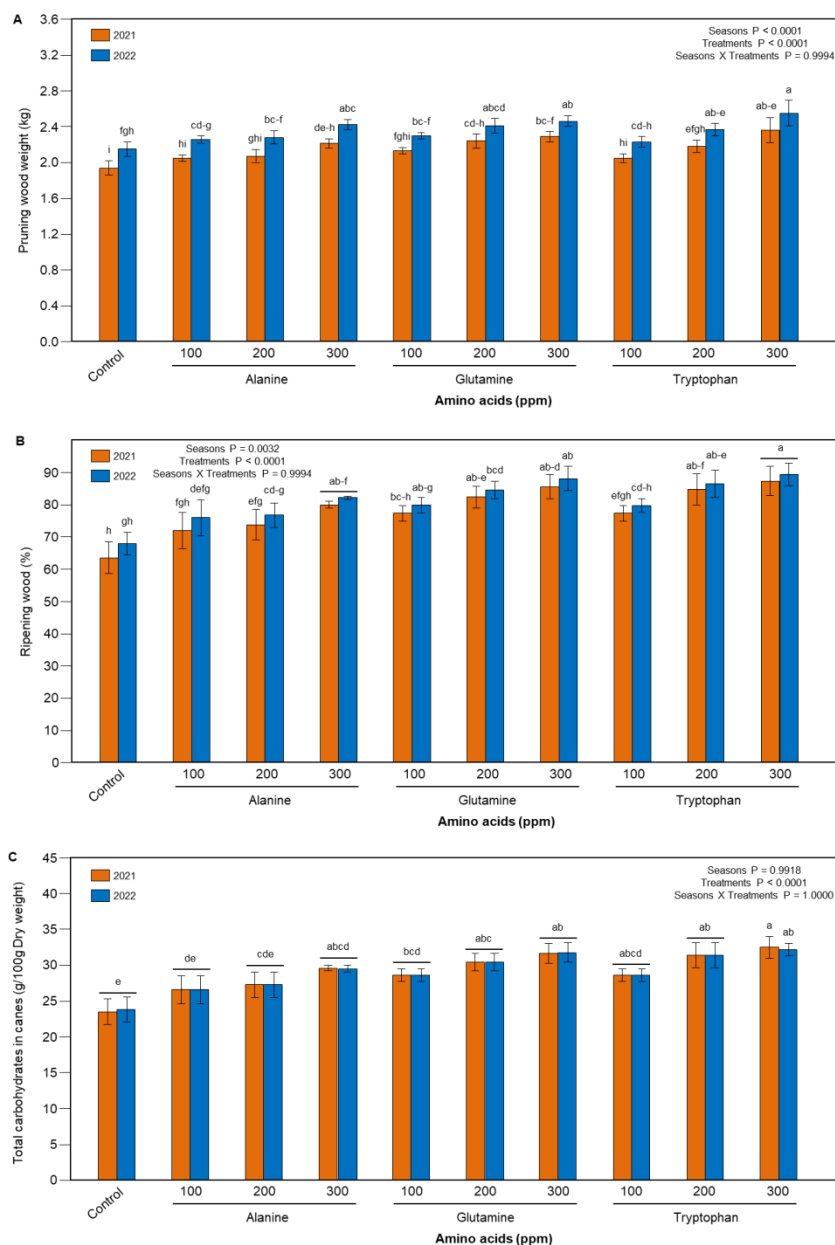 A
3.6
3.2
2.8
2.4
2.0
1.6
1.2
0.8
0.4
0.0
Pruning wood weight (kg)
2021
2022
Seasons P < 0.0001
Treatments P < 0.0001
Seasons X Treatments P = 0.9994
i fgh hi cd-g ghi bc-f de-h abc fghi bc-f cd-h abcd bc-f ab hi cd-h efgh ab-e ab-e a
Control 100 200 300 100 200 300 100 200 300
Alanine Glutamine Tryptophan
Amino acids (ppm)
B
100
90
80
70
60
50
40
30
20
10
0
Ripening wood (%)
2021
2022
Seasons P = 0.0032
Treatments P < 0.0001
Seasons X Treatments P = 0.9994
h gh fgh defg efg cd-g ab-f bc-h ab-g ab-e bcd ab-d ab efgh cd-h ab-f ab-e a
Control 100 200 300 100 200 300 100 200 300
Alanine Glutamine Tryptophan
Amino acids (ppm)
C
45
40
35
30
25
20
15
10
5
0
Total carbohydrates in canes (g/100g Dry weight)
2021
2022
Seasons P = 0.9918
Treatments P < 0.0001
Seasons X Treatments P = 1.0000
e de cde abcd bcd abc ab abcd ab a ab
Control 100 200 300 100 200 300 100 200 300
Alanine Glutamine Tryptophan
Amino acids (ppm)